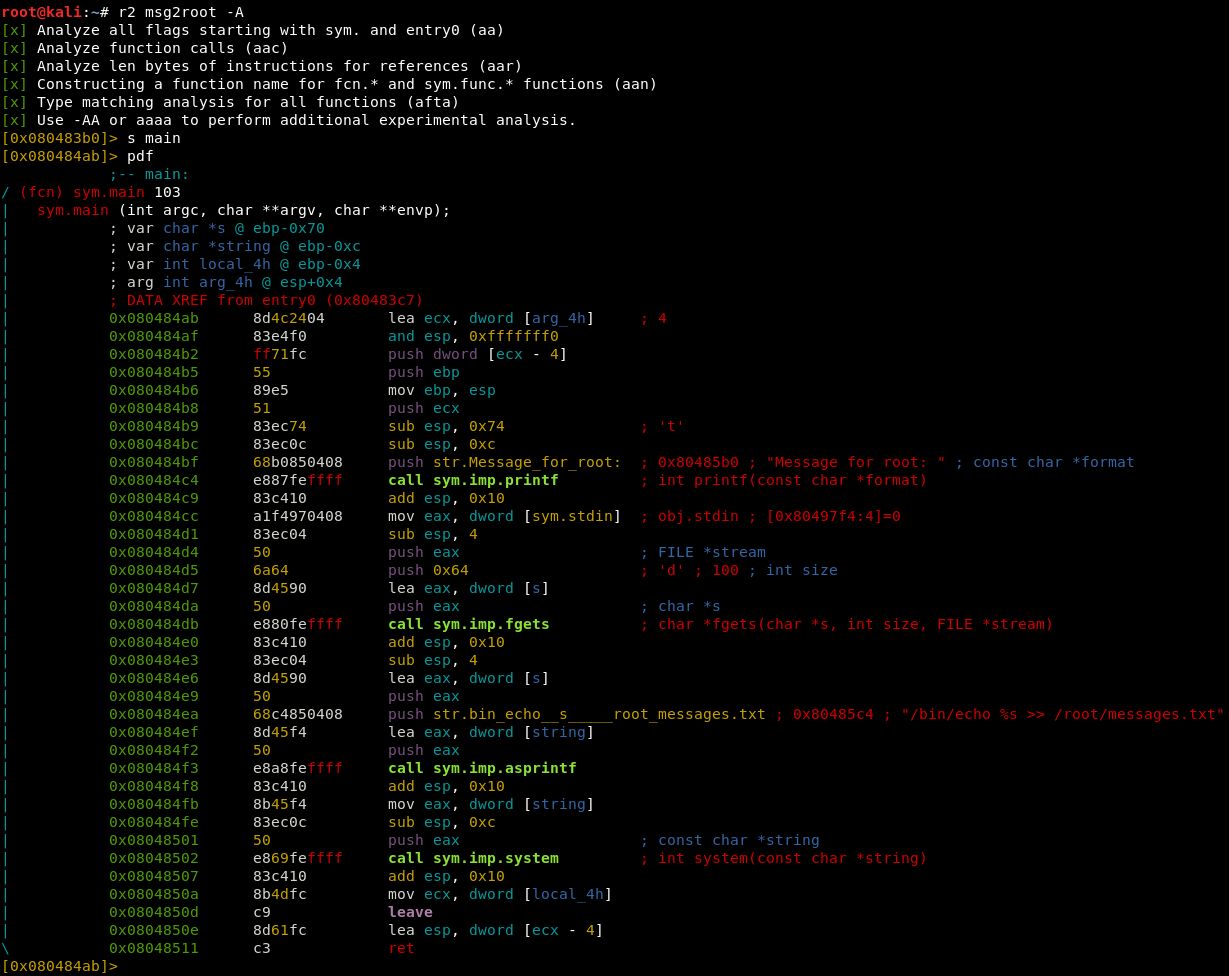 root@kali:~# r2 msg2root -A
[x] Analyze all flags starting with sym. and entry0 (aa)
[x] Analyze function calls (aac)
[x] Analyze len bytes of instructions for references (aar)
[x] Constructing a function name for fcn.* and sym.func.* functions (aan)
[x] Type matching analysis for all functions (afta)
[x] Use -AA or aaaa to perform additional experimental analysis.
[0x080483b0]> s main
[0x080484ab]> pdf
            ;-- main:
/ (fcn) sym.main 103
|   sym.main (int argc, char **argv, char **envp);
|           ; var char *s @ ebp-0x70
|           ; var char *string @ ebp-0xc
|           ; var int local_4h @ ebp-0x4
|           ; arg int arg_4h @ esp+0x4
|           ; DATA XREF from entry0 (0x80483c7)
|           0x080484ab      8d4c2404       lea ecx, dword [arg_4h]     ; 4
|           0x080484af      83e4f0         and esp, 0xfffffff0
|           0x080484b2      ff71fc         push dword [ecx - 4]
|           0x080484b5      55             push ebp
|           0x080484b6      89e5           mov ebp, esp
|           0x080484b8      51             push ecx
|           0x080484b9      83ec74         sub esp, 0x74               ; 't'
|           0x080484bc      83ec0c         sub esp, 0xc
|           0x080484bf      68b0850408     push str.Message_for_root:  ; 0x80485b0 ; "Message for root: " ; const char *format
|           0x080484c4      e887feffff     call sym.imp.printf         ; int printf(const char *format)
|           0x080484c9      83c410         add esp, 0x10
|           0x080484cc      a1f4970408     mov eax, dword [sym.stdin]  ; obj.stdin ; [0x80497f4:4]=0
|           0x080484d1      83ec04         sub esp, 4
|           0x080484d4      50             push eax                    ; FILE *stream
|           0x080484d5      6a64           push 0x64                   ; 'd' ; 100 ; int size
|           0x080484d7      8d4590         lea eax, dword [s]
|           0x080484da      50             push eax                    ; char *s
|           0x080484db      e880feffff     call sym.imp.fgets          ; char *fgets(char *s, int size, FILE *stream)
|           0x080484e0      83c410         add esp, 0x10
|           0x080484e3      83ec04         sub esp, 4
|           0x080484e6      8d4590         lea eax, dword [s]
|           0x080484e9      50             push eax
|           0x080484ea      68c4850408     push str.bin_echo__s_____root_messages.txt ; 0x80485c4 ; "/bin/echo %s >> /root/messages.txt"
|           0x080484ef      8d45f4         lea eax, dword [string]
|           0x080484f2      50             push eax
|           0x080484f3      e8a8feffff     call sym.imp.asprintf
|           0x080484f8      83c410         add esp, 0x10
|           0x080484fb      8b45f4         mov eax, dword [string]
|           0x080484fe      83ec0c         sub esp, 0xc
|           0x08048501      50             push eax                    ; const char *string
|           0x08048502      e869feffff     call sym.imp.system         ; int system(const char *string)
|           0x08048507      83c410         add esp, 0x10
|           0x0804850a      8b4dfc         mov ecx, dword [local_4h]
|           0x0804850d      c9             leave
|           0x0804850e      8d61fc         lea esp, dword [ecx - 4]
\           0x08048511      c3             ret
[0x080484ab]>